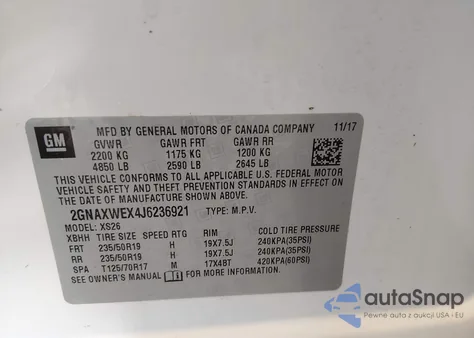 GM
MFD BY GENERAL MOTORS OF CANADA COMPANY 11/17
GVWR GAWR FRT GAWR RR
2200 KG 1175 KG 1200 KG
4850 LB 2590 LB 2645 LB
THIS VEHICLE CONFORMS TO ALL APPLICABLE U.S. FEDERAL MOTOR
VEHICLE SAFETY, BUMPER, AND THEFT PREVENTION STANDARDS IN
EFFECT ON THE DATE OF MANUFACTURE SHOWN ABOVE.
2GNAXWEX4J6236921 TYPE: M.P.V.
MODEL: XS26
XBHH TIRE SIZE SPEED RTG RIM COLD TIRE PRESSURE
FRT 235/50R19 H 19X7.5J 240KPA(35PSI)
RR 235/50R19 H 19X7.5J 240KPA(35PSI)
SPA T125/70R17 M 17X4BT 420KPA(60PSI)
SEE OWNER'S MANUAL FOR MORE INFORMATION
autoSnap
Pewne auta z aukcji USA - EU